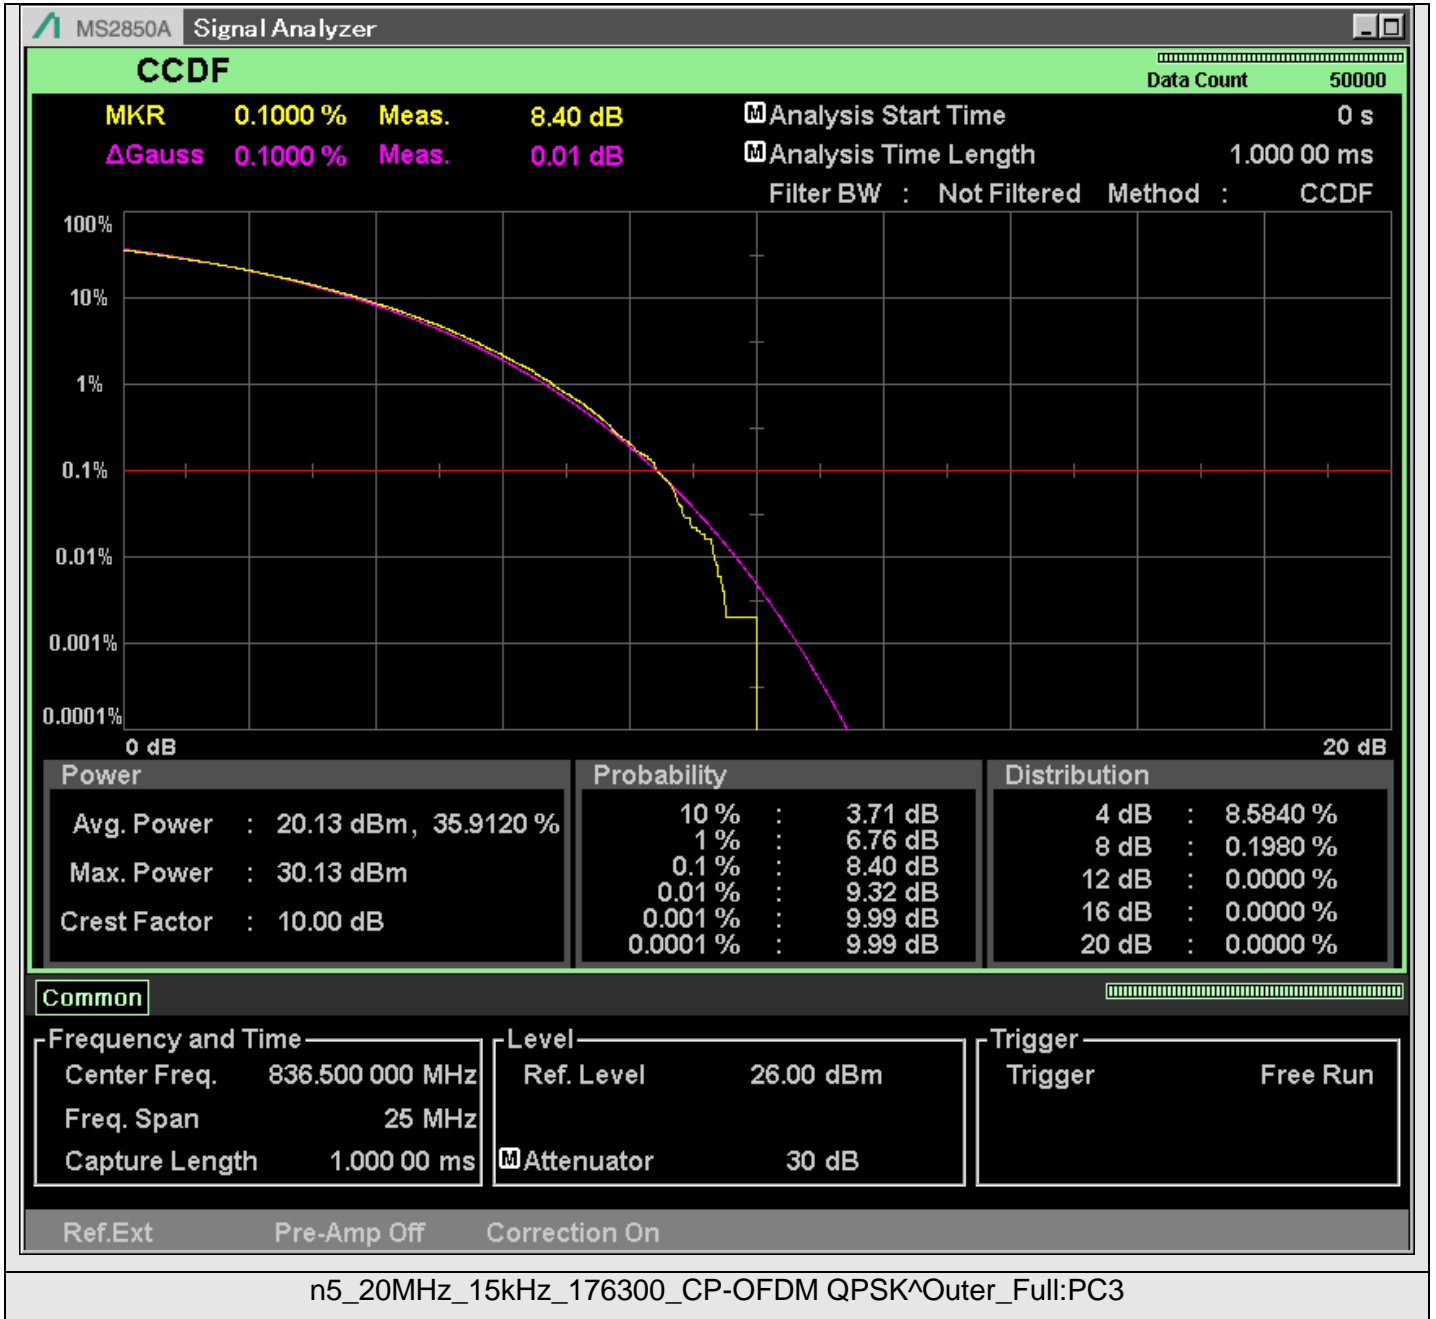 MS2850A Signal Analyzer
CCDF
Data Count 50000
MKR 0.1000 % Meas. 8.40 dB
ΔGauss 0.1000 % Meas. 0.01 dB
M Analysis Start Time 0 s
M Analysis Time Length 1.000 00 ms
Filter BW : Not Filtered Method : CCDF
100%
10%
1%
0.1%
0.01%
0.001%
0.0001%
0 dB 20 dB
Power
Avg. Power : 20.13 dBm, 35.9120 %
Max. Power : 30.13 dBm
Crest Factor : 10.00 dB
Probability
10 % : 3.71 dB
1 % : 6.76 dB
0.1 % : 8.40 dB
0.01 % : 9.32 dB
0.001 % : 9.99 dB
0.0001 % : 9.99 dB
Distribution
4 dB : 8.5840 %
8 dB : 0.1980 %
12 dB : 0.0000 %
16 dB : 0.0000 %
20 dB : 0.0000 %
Common
Frequency and Time
Center Freq. 836.500 000 MHz
Freq. Span 25 MHz
Capture Length 1.000 00 ms
Level
Ref. Level 26.00 dBm
M Attenuator 30 dB
Trigger
Trigger Free Run
Ref.Ext Pre-Amp Off Correction On
n5_20MHz_15kHz_176300_CP-OFDM QPSK^Outer_Full:PC3